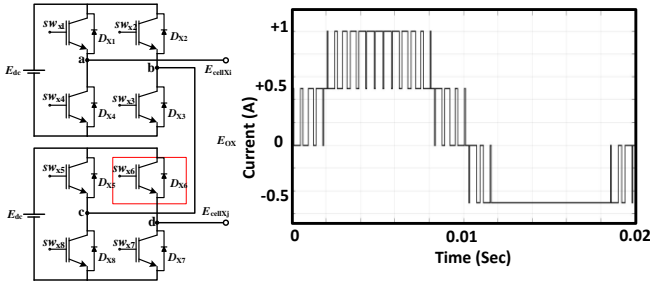 swx1
swx2
DX1
DX2
a
b
EcellXi
Edc
swx4
swx3
DX4
DX3
EOX
swx5
swx6
DX5
DX6
c
d
EcellXj
Edc
swx8
swx7
DX8
DX7
Current (A)
+1
+0.5
0
-0.5
0
0.01
0.02
Time (Sec)